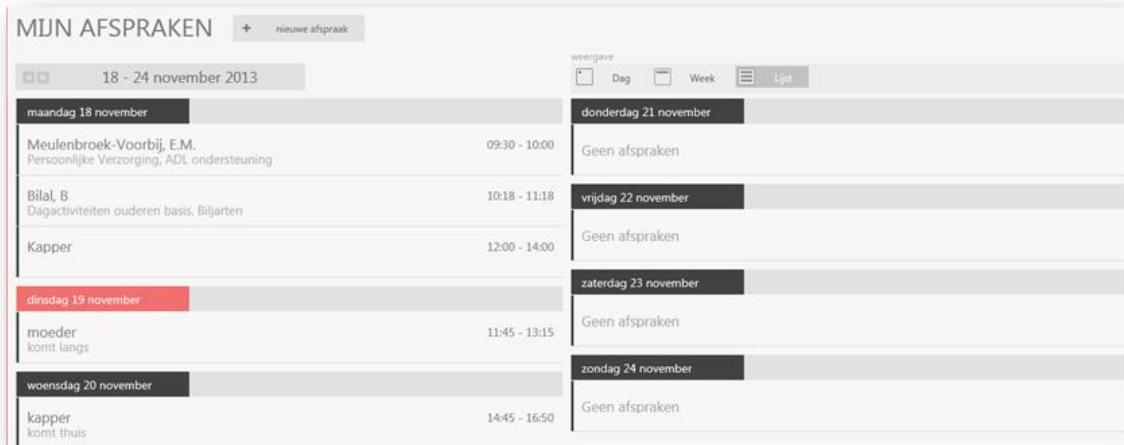 MIJN AFSPRAKEN
+ nieuwe afspraak
18 - 24 november 2013
weergave
Dag Week Lijst
maandag 18 november
Meulenbroek-Voorbij, E.M. 09:30 - 10:00
Persoonlijke Verzorging, ADL ondersteuning
Bilal, B 10:18 - 11:18
Dagactiviteiten ouderen basis, Biljarten
Kapper 12:00 - 14:00
dinsdag 19 november
moeder 11:45 - 13:15
komt langs
woensdag 20 november
kapper 14:45 - 16:50
komt thuis
donderdag 21 november
Geen afspraken
vrijdag 22 november
Geen afspraken
zaterdag 23 november
Geen afspraken
zondag 24 november
Geen afspraken